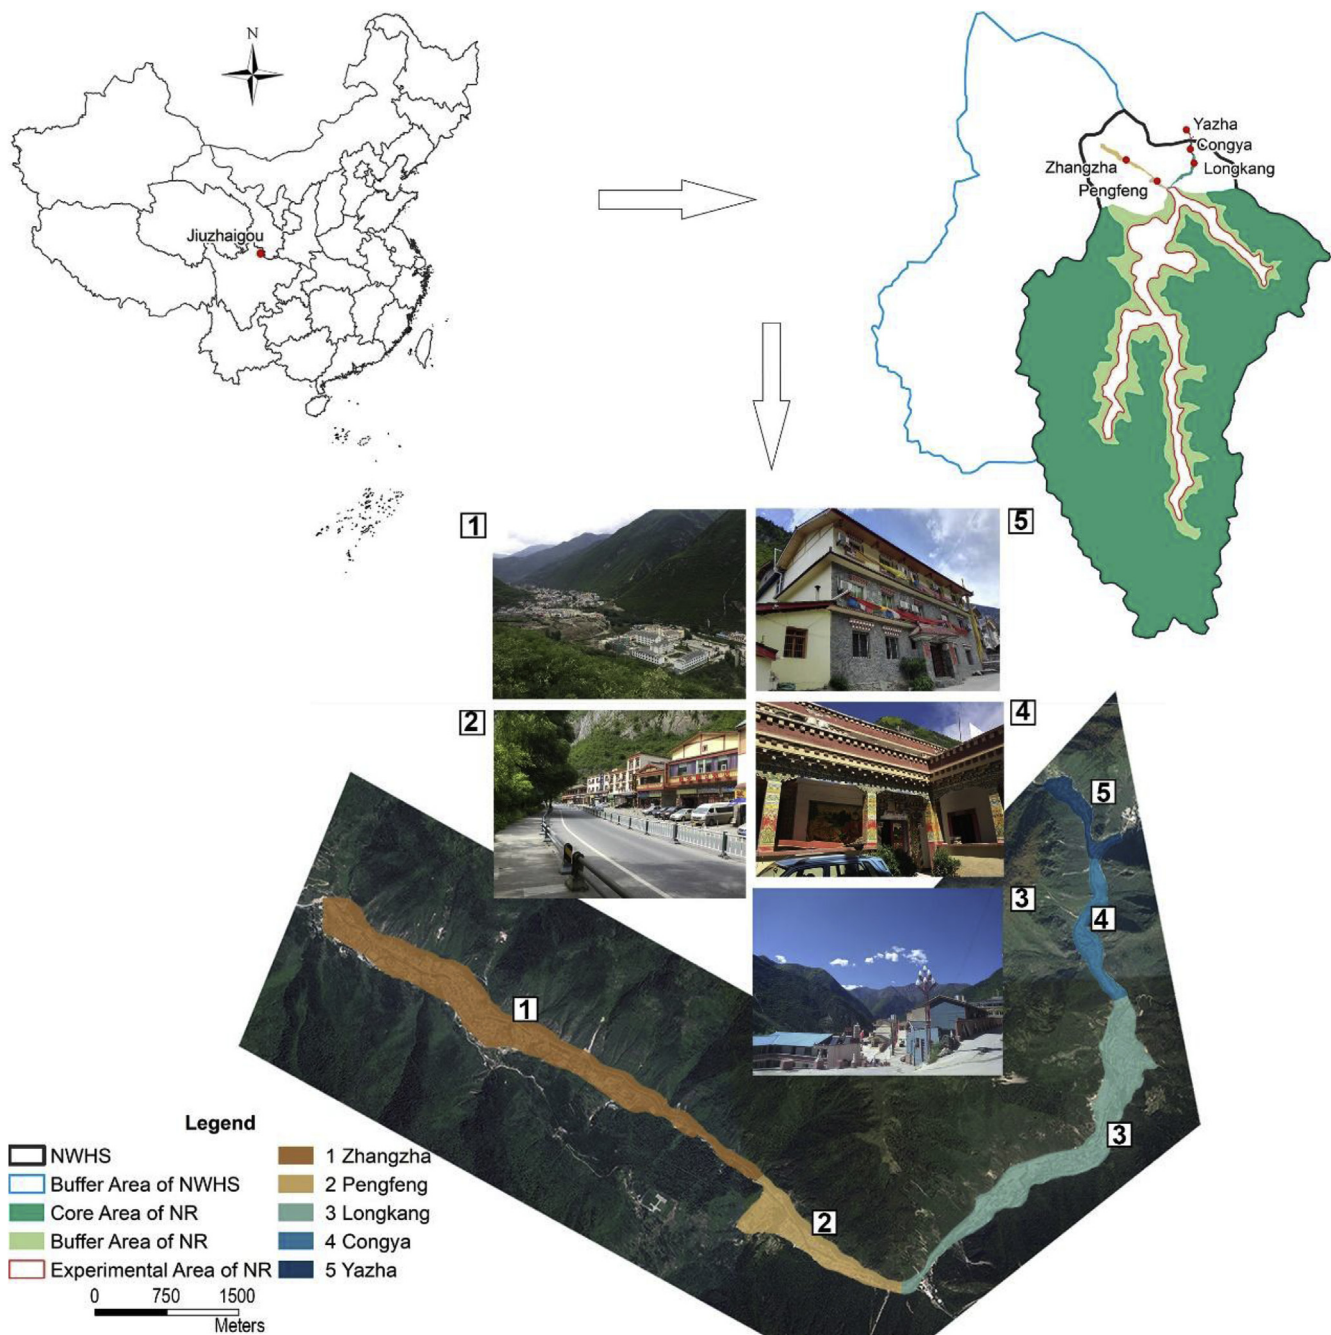 N
Jiuzhaigou
Yazha
Congya
Zhangzha
Longkang
Pengfeng
1
5
2
4
3
5
4
1
3
2
Legend
NWHS
Buffer Area of NWHS
Core Area of NR
Buffer Area of NR
Experimental Area of NR
1 Zhangzha
2 Pengfeng
3 Longkang
4 Congya
5 Yazha
0 750 1500
Meters